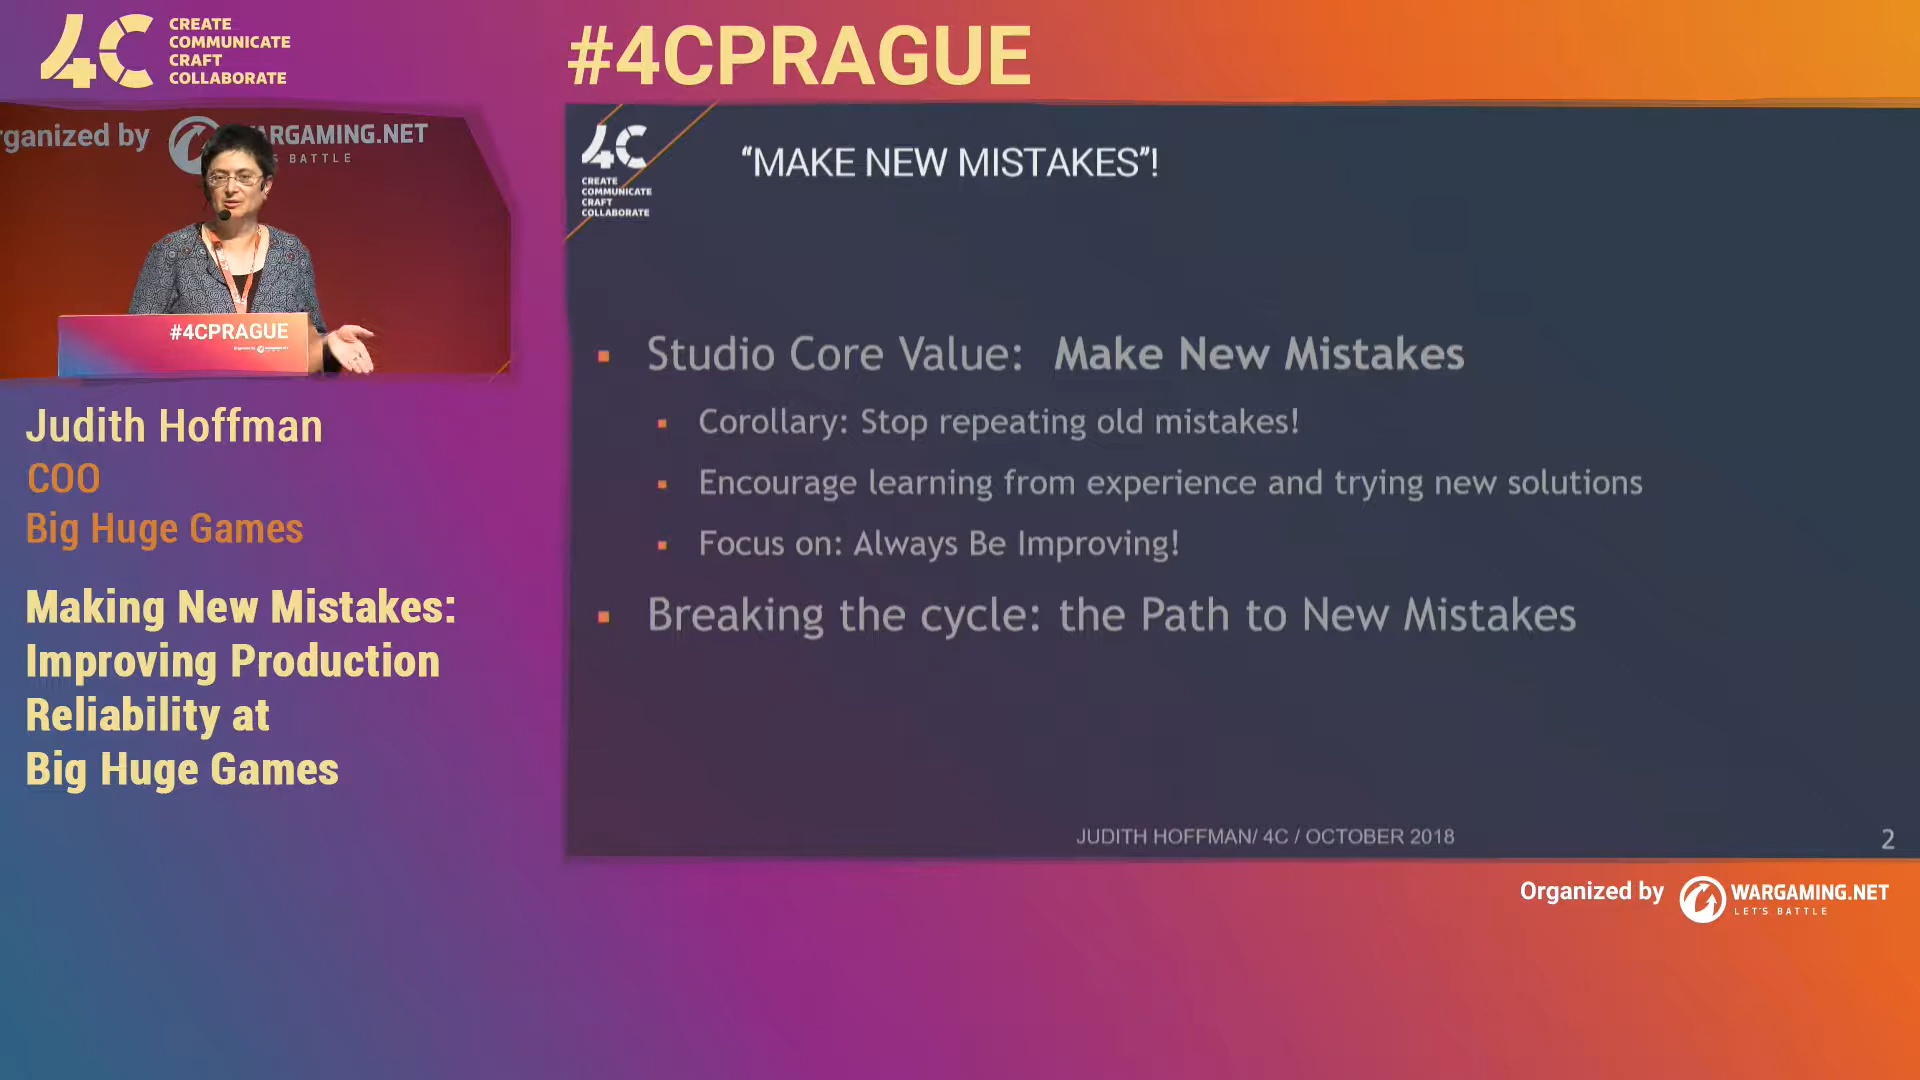 4C
CREATE
COMMUNICATE
CRAFT
COLLABORATE
#4CPRAGUE
rganized by
ARGAMING.NET
BATTLE
#4CPRAGUE
Judith Hoffman
COO
Big Huge Games
Making New Mistakes:
Improving Production
Reliability at
Big Huge Games
4C
CREATE
COMMUNICATE
CRAFT
COLLABORATE
“MAKE NEW MISTAKES”!
▪ Studio Core Value: Make New Mistakes
▪ Corollary: Stop repeating old mistakes!
▪ Encourage learning from experience and trying new solutions
▪ Focus on: Always Be Improving!
▪ Breaking the cycle: the Path to New Mistakes
JUDITH HOFFMAN/ 4C / OCTOBER 2018
2
Organized by
WARGAMING.NET
LET'S BATTLE